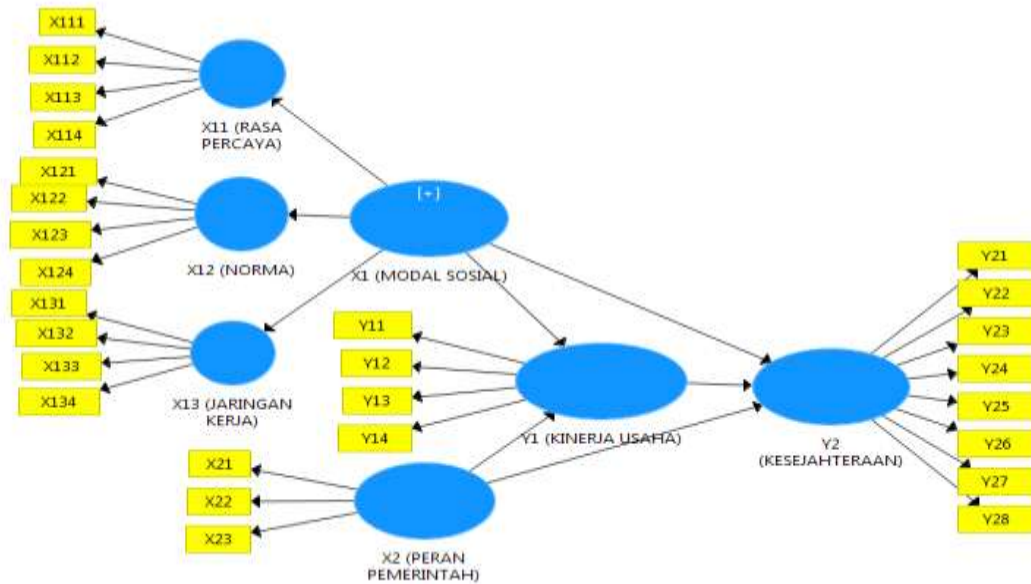 X111
X112
X113
X114
X11 (RASA
PERCAYA)
X121
X122
X123
X124
X12 (NORMA)
X131
X132
X133
X134
X13 (JARINGAN
KERJA)
[+]
X1 (MODAL SOSIAL)
Y11
Y12
Y13
Y14
Y1 (KINERJA USAHA)
X21
X22
X23
X2 (PERAN
PEMERINTAH)
Y21
Y22
Y23
Y24
Y25
Y26
Y27
Y28
Y2
(KESEJAHTERAAN)